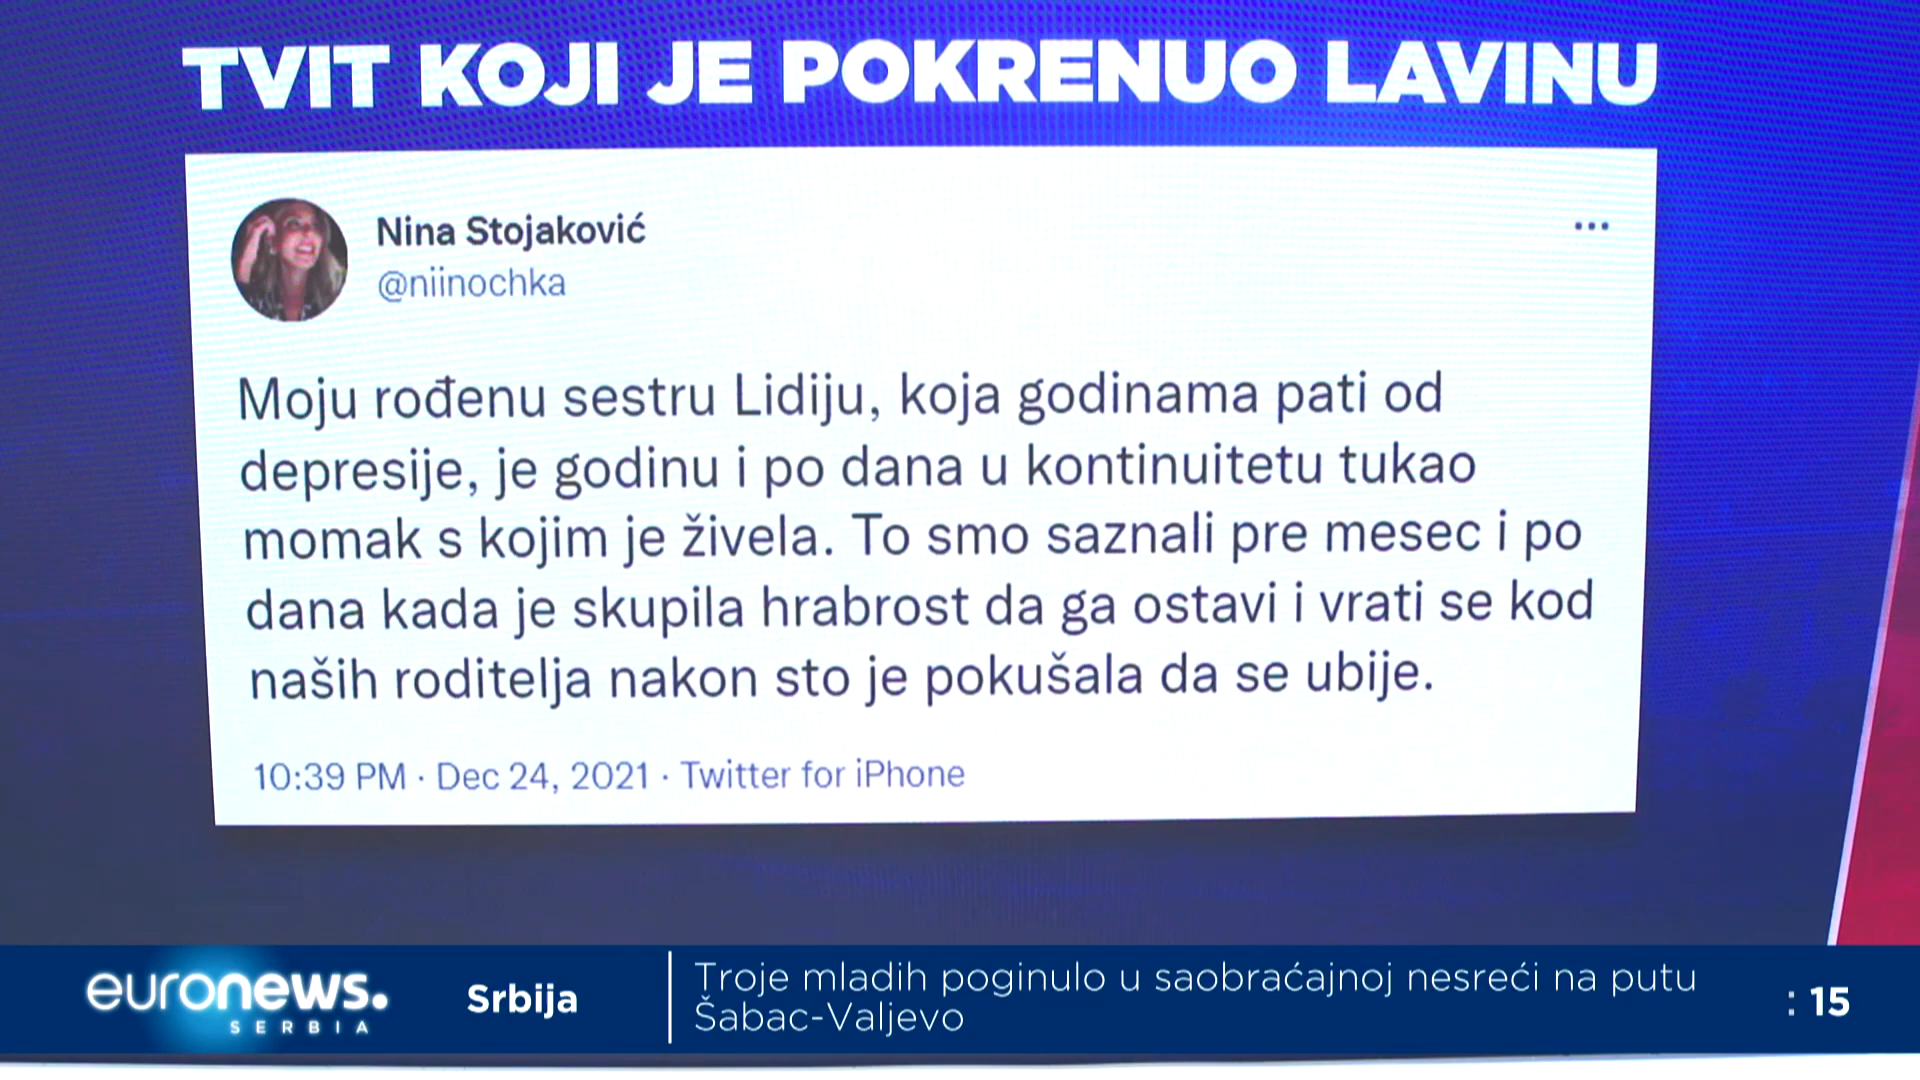 TVIT KOJI JE POKRENUO LAVINU
Nina Stojaković
@niinochka
Moju rođenu sestru Lidiju, koja godinama pati od
depresije, je godinu i po dana u kontinuitetu tukao
momak s kojim je živela. To smo saznali pre mesec i po
dana kada je skupila hrabrost da ga ostavi i vrati se kod
naših roditelja nakon sto je pokušala da se ubije.
10:39 PM · Dec 24, 2021 · Twitter for iPhone
euronews.
SERBIA
Srbija
Troje mladih poginulo u saobraćajnoj nesreći na putu
Šabac-Valjevo
: 15